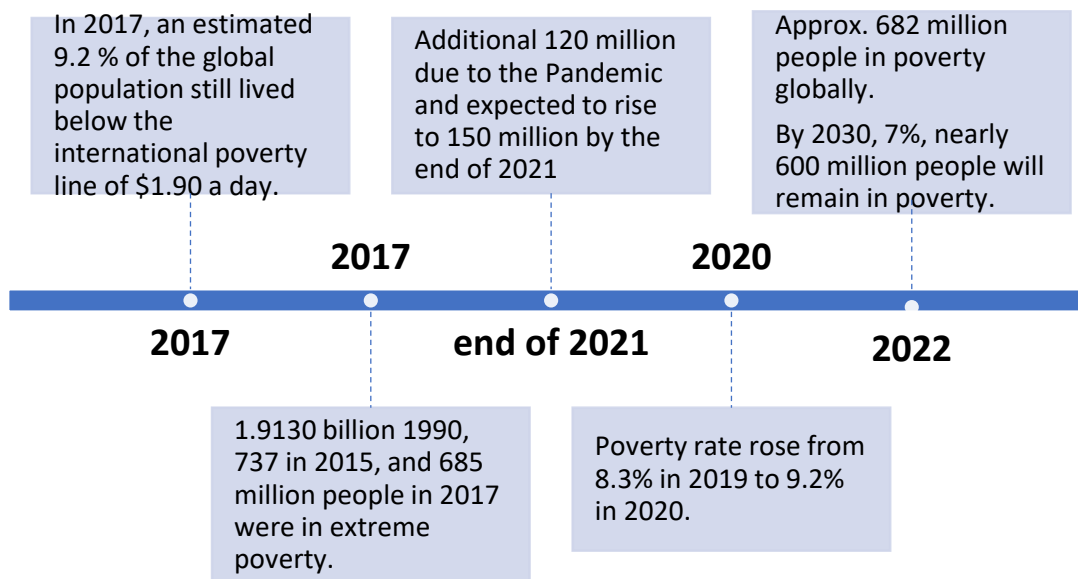 In 2017, an estimated
9.2 % of the global
population still lived
below the
international poverty
line of $1.90 a day.
Additional 120 million
due to the Pandemic
and expected to rise
to 150 million by the
end of 2021
Approx. 682 million
people in poverty
globally.
By 2030, 7%, nearly
600 million people will
remain in poverty.
2017
2020
2017
end of 2021
2022
1.9130 billion 1990,
737 in 2015, and 685
million people in 2017
were in extreme
poverty.
Poverty rate rose from
8.3% in 2019 to 9.2%
in 2020.